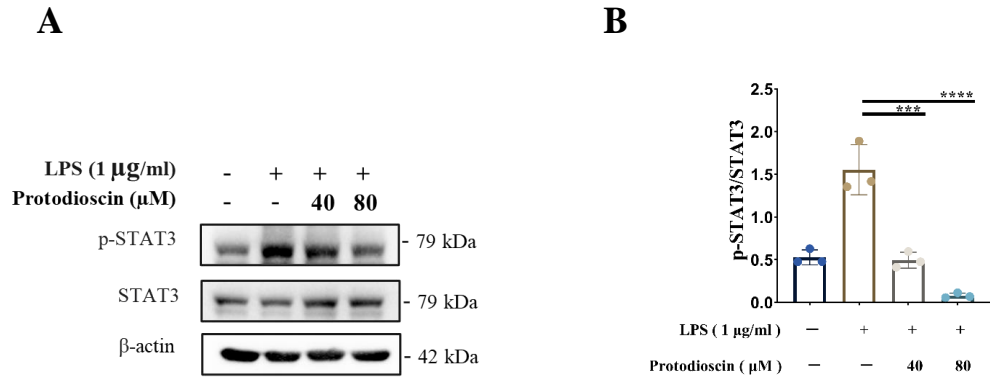 A
LPS (1 μg/ml) - + + +
Protodioscin (μM) - - 40 80
p-STAT3 - 79 kDa
STAT3 - 79 kDa
β-actin - 42 kDa
B
p-STAT3/STAT3
2.5
2.0
1.5
1.0
0.5
0.0
****
***
LPS ( 1 μg/ml ) — + + +
Protodioscin ( μM ) — — 40 80